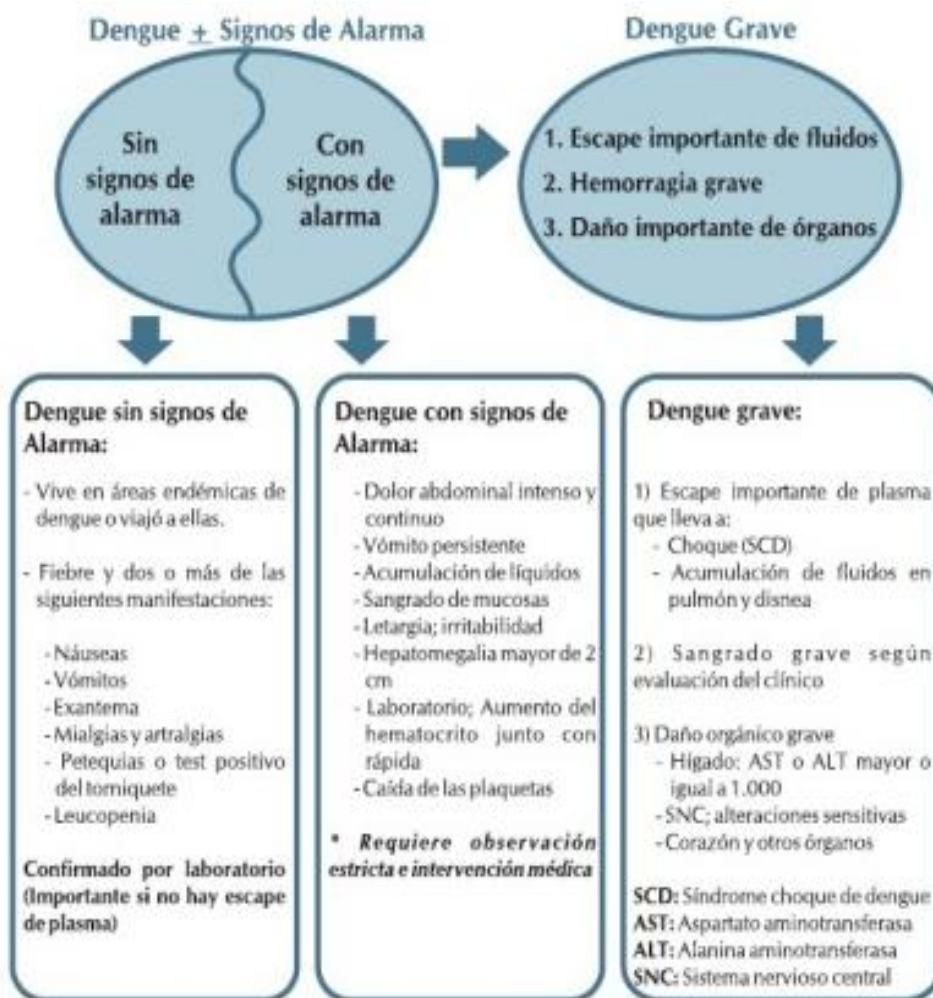 Dengue + Signos de Alarma
Dengue Grave
Sin
signos de
alarma
Con
signos de
alarma
1. Escape importante de fluidos
2. Hemorragia grave
3. Daño importante de órganos
Dengue sin signos de
Alarma:
- Vive en áreas endémicas de
dengue o viajó a ellas.
- Fiebre y dos o más de las
siguientes manifestaciones:
- Náuseas
- Vómitos
- Exantema
- Mialgias y artralgias
- Petequias o test positivo
del torniquete
- Leucopenia
Confirmado por laboratorio
(Importante si no hay escape
de plasma)
Dengue con signos de
Alarma:
- Dolor abdominal intenso y
continuo
- Vómito persistente
- Acumulación de líquidos
- Sangrado de mucosas
- Letargia; irritabilidad
- Hepatomegalia mayor de 2
cm
- Laboratorio; Aumento del
hematocrito junto con
rápida
- Caída de las plaquetas
* Requiere observación
estricta e intervención médica
Dengue grave:
1) Escape importante de plasma
que lleva a:
- Choque (SCD)
- Acumulación de fluidos en
pulmón y disnea
2) Sangrado grave según
evaluación del clínico
3) Daño orgánico grave
- Hígado: AST o ALT mayor o
igual a 1.000
- SNC; alteraciones sensitivas
- Corazón y otros órganos
SCD: Síndrome choque de dengue
AST: Aspartato aminotransferasa
ALT: Alanina aminotransferasa
SNC: Sistema nervioso central